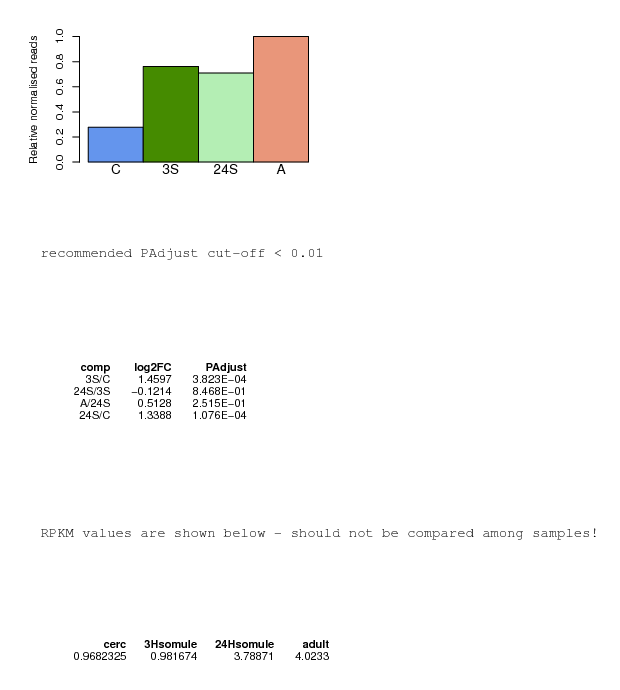 Relative normalised reads
1.0
0.8
0.6
0.4
0.2
0.0
C 3S 24S A
recommended PAdjust cut-off < 0.01
comp log2FC PAdjust
3S/C 1.4597 3.823E−04
24S/3S −0.1214 8.468E−01
A/24S 0.5128 2.515E−01
24S/C 1.3388 1.076E−04
RPKM values are shown below - should not be compared among samples!
cerc 3Hsomule 24Hsomule adult
0.9682325 0.981674 3.78871 4.0233